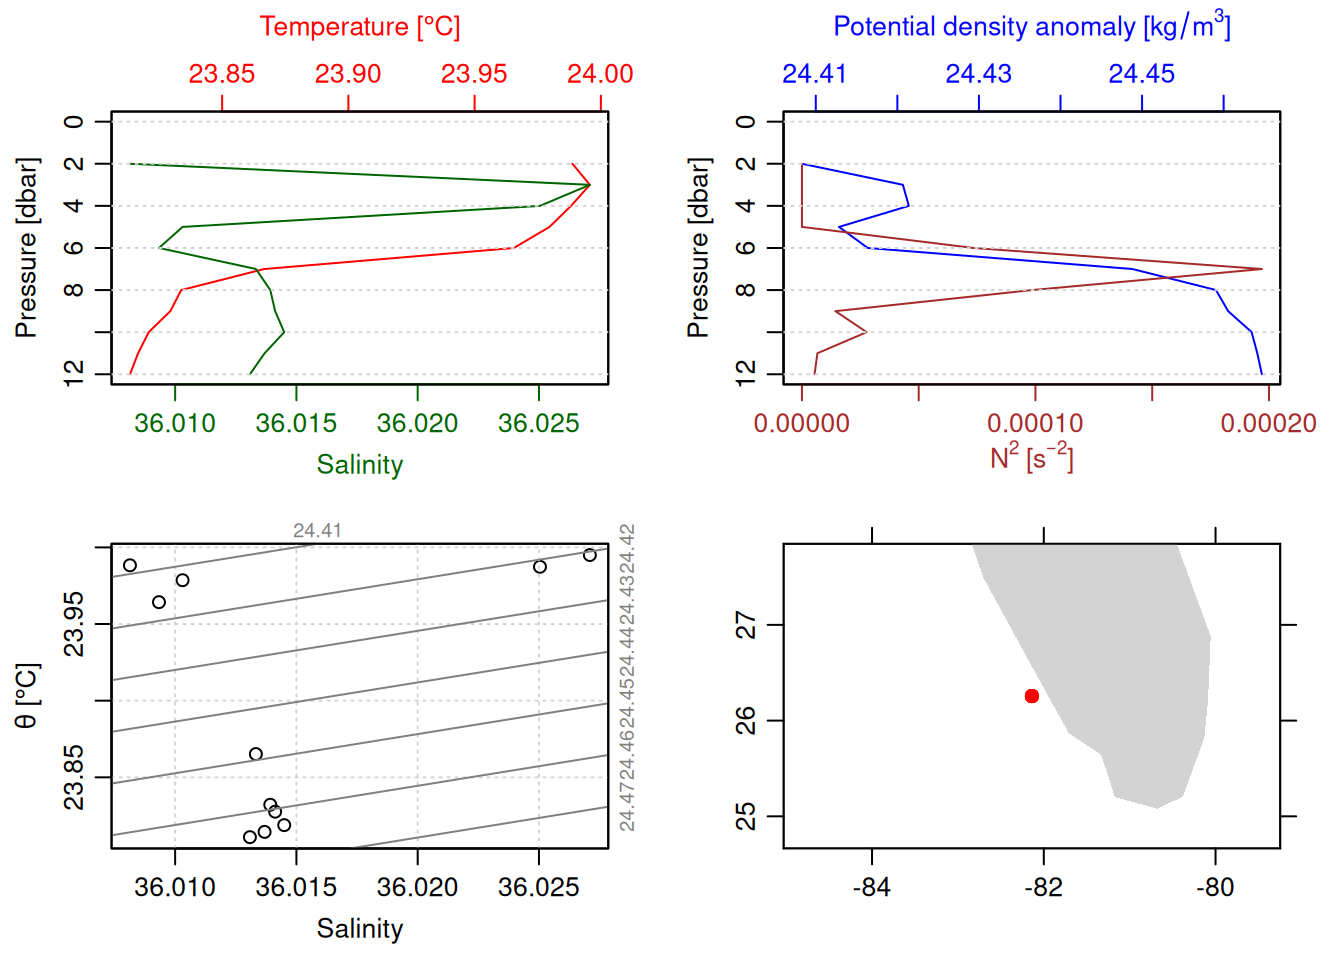 Temperature [°C]
23.85 23.90 23.95 24.00
Pressure [dbar]
0
2
4
6
8
12
36.010 36.015 36.020 36.025
Salinity
Potential density anomaly [kg/m³]
24.41 24.43 24.45
Pressure [dbar]
0
2
4
6
8
12
0.00000 0.00010 0.00020
N² [s⁻²]
24.41
24.42
24.43
24.44
24.45
24.46
24.47
θ [°C]
23.95
23.85
36.010 36.015 36.020 36.025
Salinity
27
26
25
-84 -82 -80